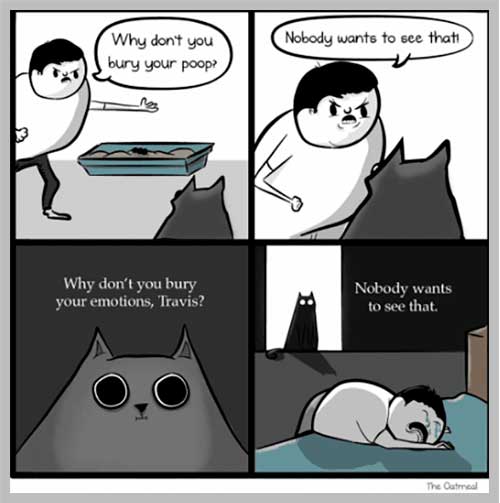 Why don't you
bury your poop?
Nobody wants to see that!
Why don't you bury
your emotions, Travis?
Nobody wants
to see that.
The Oatmeal